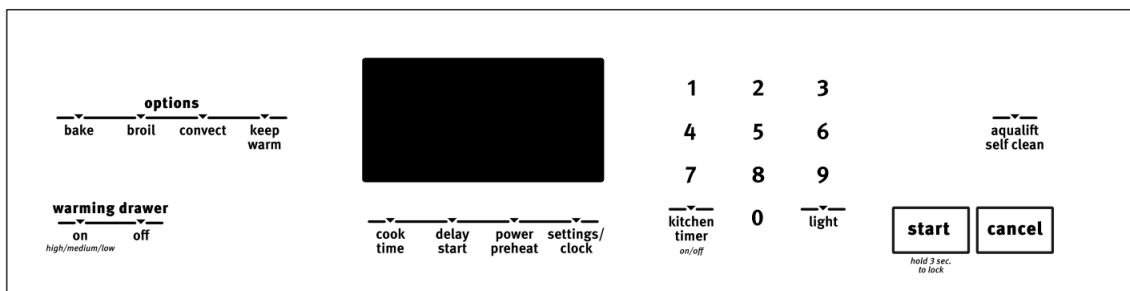 options
bake broil convect keep
warm
warming drawer
on off
high/medium/low
cook delay power settings/
time start preheat clock
1 2 3
4 5 6
7 8 9
kitchen 0 light
timer
on/off
aqualift
self clean
start cancel
hold 3 sec.
to lock